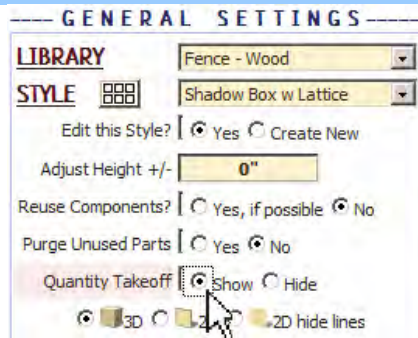 ---- GENERAL SETTINGS-----
LIBRARY Fence - Wood
STYLE Shadow Box w Lattice
Edit this Style? Yes Create New
Adjust Height +/- 0"
Reuse Components? Yes, if possible No
Purge Unused Parts Yes No
Quantity Takeoff Show Hide
3D 2D hide lines